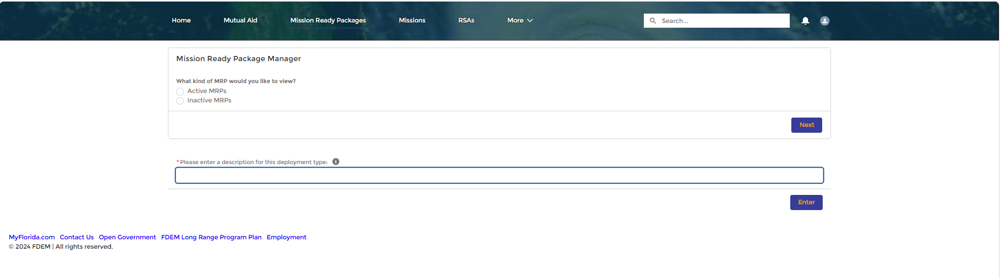 Home Mutual Aid Mission Ready Packages Missions RSAs More Search...
Mission Ready Package Manager
What kind of MRP would you like to view?
Active MRPs
Inactive MRPs
Next
* Please enter a description for this deployment type: i
Enter
MyFlorida.com Contact Us Open Government FDEM Long Range Program Plan Employment
© 2024 FDEM | All rights reserved.